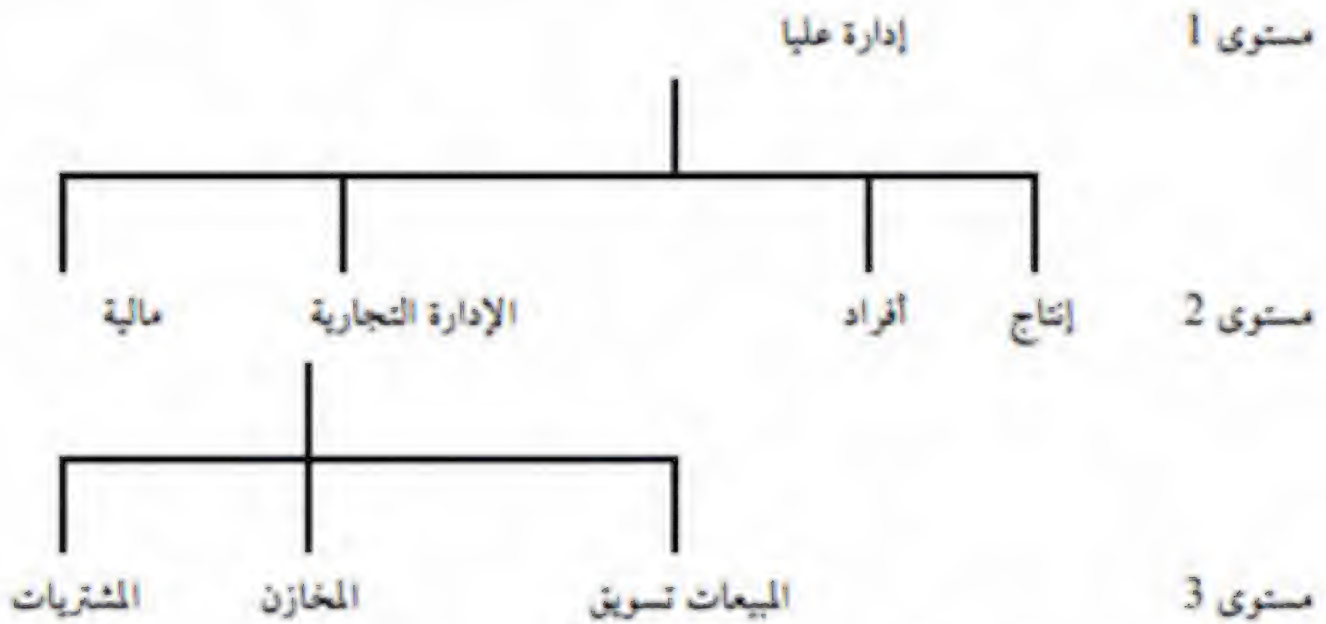 مستوى 1 إدارة عليا
مستوى 2 إنتاج أفراد الإدارة التجارية مالية
مستوى 3 المبيعات تسويق المخازن المشتريات